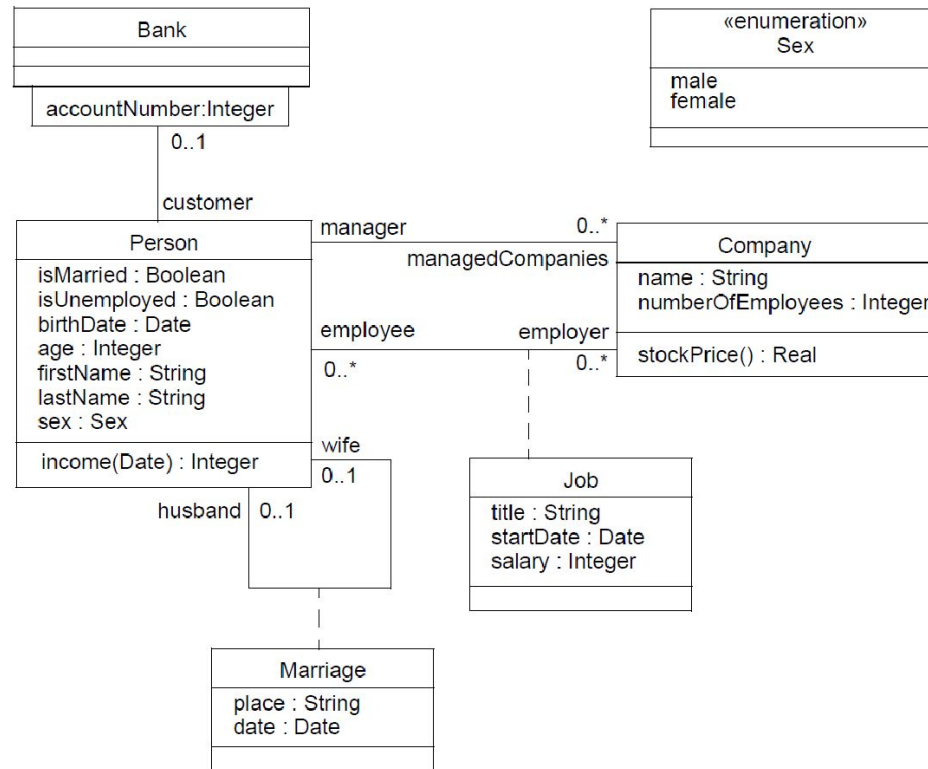 Bank
accountNumber:Integer
0..1
customer
«enumeration»
Sex
male
female
Person
isMarried : Boolean
isUnemployed : Boolean
birthDate : Date
age : Integer
firstName : String
lastName : String
sex : Sex
income(Date) : Integer
manager
0..*
managedCompanies
employee
employer
0..*
0..*
Company
name : String
numberOfEmployees : Integer
stockPrice() : Real
wife
0..1
husband
0..1
Job
title : String
startDate : Date
salary : Integer
Marriage
place : String
date : Date